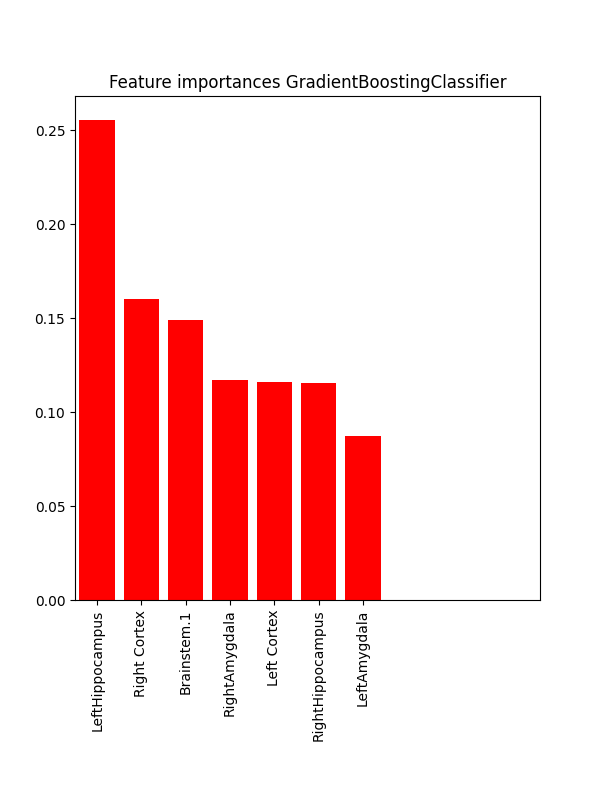 Feature importances GradientBoostingClassifier
0.25
0.20
0.15
0.10
0.05
0.00
LeftHippocampus
Right Cortex
Brainstem.1
RightAmygdala
Left Cortex
RightHippocampus
LeftAmygdala